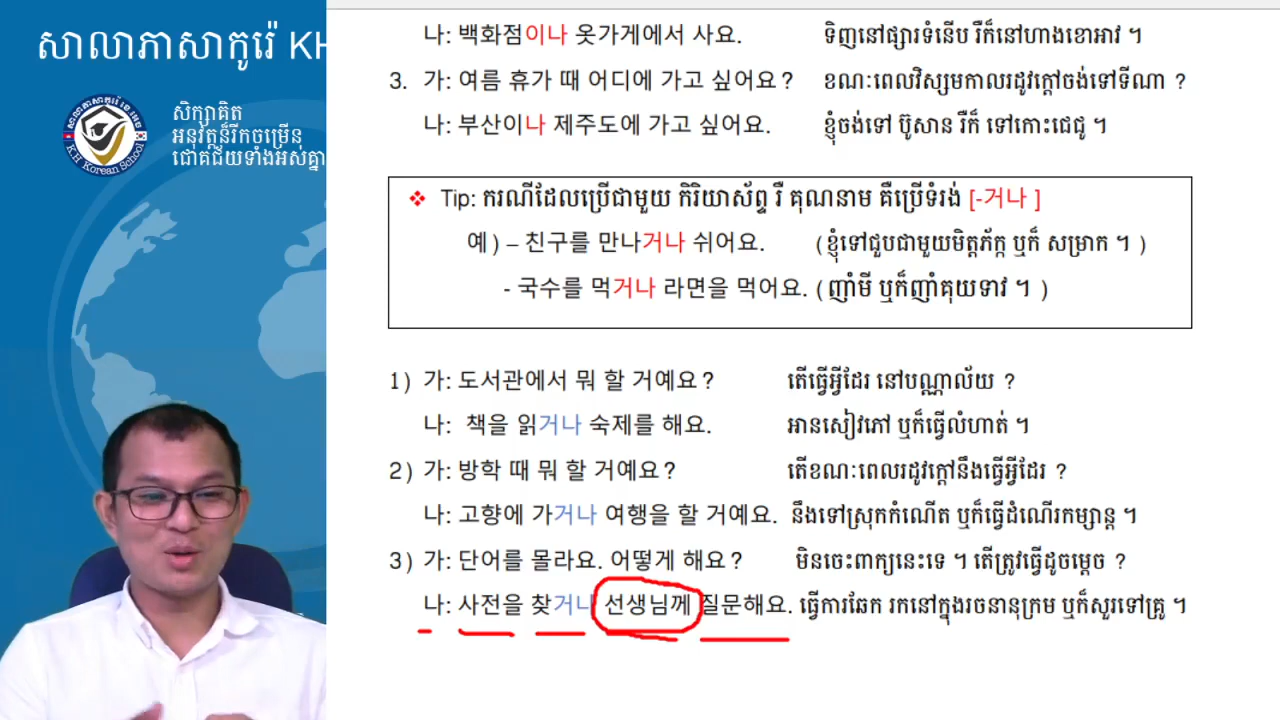 សាលាភាសាកូរ៉េ KH
សិក្សាគិត
អនុវត្តន៍រីកចម្រើន
ជោគជ័យទាំងអស់គ្នា
K.H Korean School
나: 백화점이나 옷가게에서 사요. ទិញនៅផ្សារទំនើប រឺក៏នៅហាងខោអាវ ។
3. 가: 여름 휴가 때 어디에 가고 싶어요? ខណៈពេលវិស្សមកាលរដូវក្តៅចង់ទៅទីណា ?
나: 부산이나 제주도에 가고 싶어요. ខ្ញុំចង់ទៅ ប៊ូសាន រឺក៏ ទៅកោះជេជូ ។
❖ Tip: ករណីដែលប្រើជាមួយ កិរិយាស័ព្ទ រឺ គុណនាម គឺប្រើទំរង់ [-거나 ]
예) – 친구를 만나거나 쉬어요. (ខ្ញុំទៅជួបជាមួយមិត្តភ័ក្ត ឬក៏ សម្រាក ។ )
- 국수를 먹거나 라면을 먹어요. (ញ៉ាំមី ឬក៏ញ៉ាំគុយទាវ ។ )
1) 가: 도서관에서 뭐 할 거예요? តើធ្វើអ្វីដែរ នៅបណ្ណាល័យ ?
나: 책을 읽거나 숙제를 해요. អានសៀវភៅ ឬក៏ធ្វើលំហាត់ ។
2) 가: 방학 때 뭐 할 거예요? តើខណៈពេលរដូវក្តៅនឹងធ្វើអ្វីដែរ ?
나: 고향에 가거나 여행을 할 거예요. នឹងទៅស្រុកកំណើត ឬក៏ធ្វើដំណើរកម្សាន្ត ។
3) 가: 단어를 몰라요. 어떻게 해요? មិនចេះពាក្យនេះទេ ។ តើត្រូវធ្វើដូចម្តេច ?
나: 사전을 찾거나 선생님께 질문해요. ធ្វើការឆែក រកនៅក្នុងវចនានុក្រម ឬក៏សួរទៅគ្រូ ។